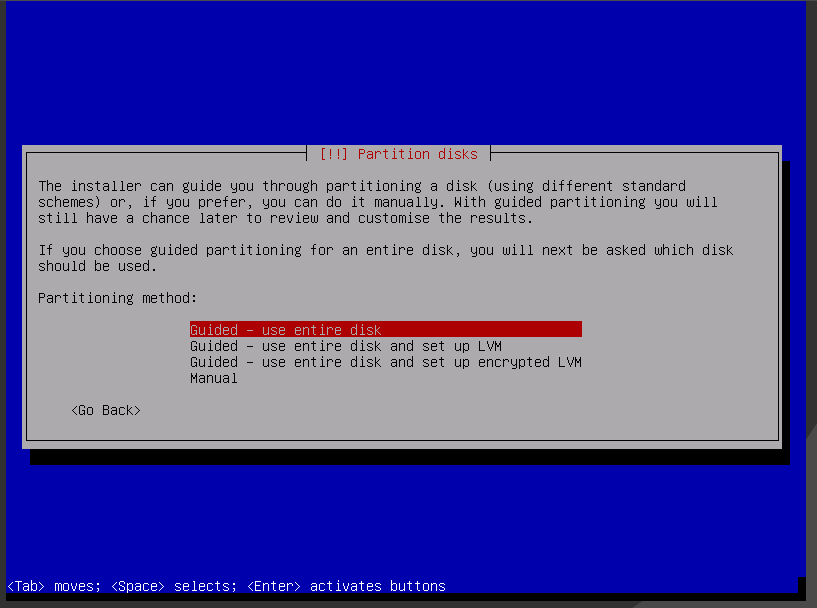 [!!] Partition disks
The installer can guide you through partitioning a disk (using different standard
schemes) or, if you prefer, you can do it manually. With guided partitioning you will
still have a chance later to review and customise the results.
If you choose guided partitioning for an entire disk, you will next be asked which disk
should be used.
Partitioning method:
Guided - use entire disk
Guided - use entire disk and set up LVM
Guided - use entire disk and set up encrypted LVM
Manual
<Go Back>
<Tab> moves; <Space> selects; <Enter> activates buttons